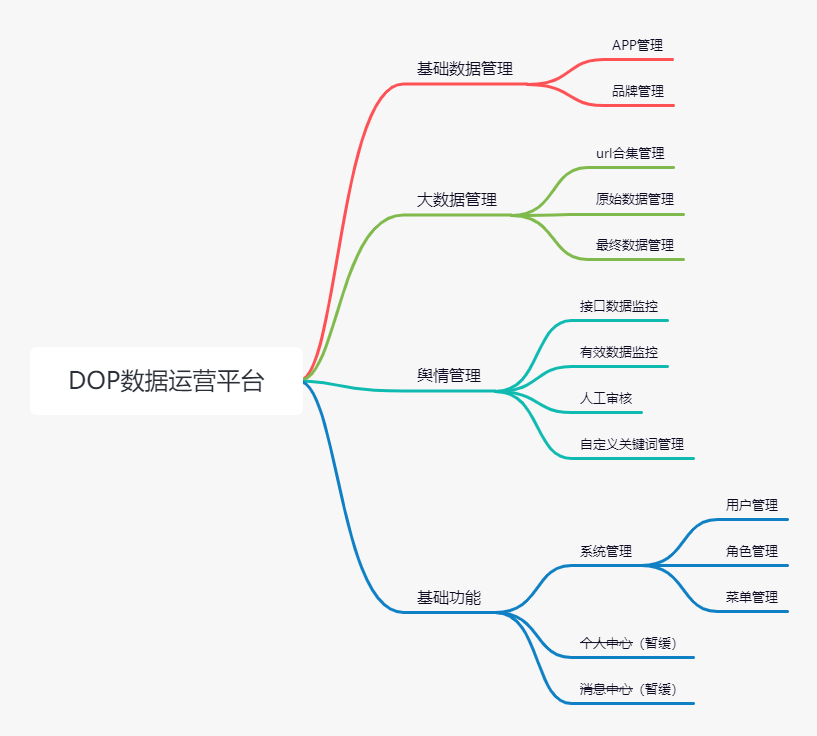 DOP数据运营平台
基础数据管理
APP管理
品牌管理
大数据管理
url合集管理
原始数据管理
最终数据管理
舆情管理
接口数据监控
有效数据监控
人工审核
自定义关键词管理
基础功能
系统管理
用户管理
角色管理
菜单管理
个人中心（暂缓）
消息中心（暂缓）